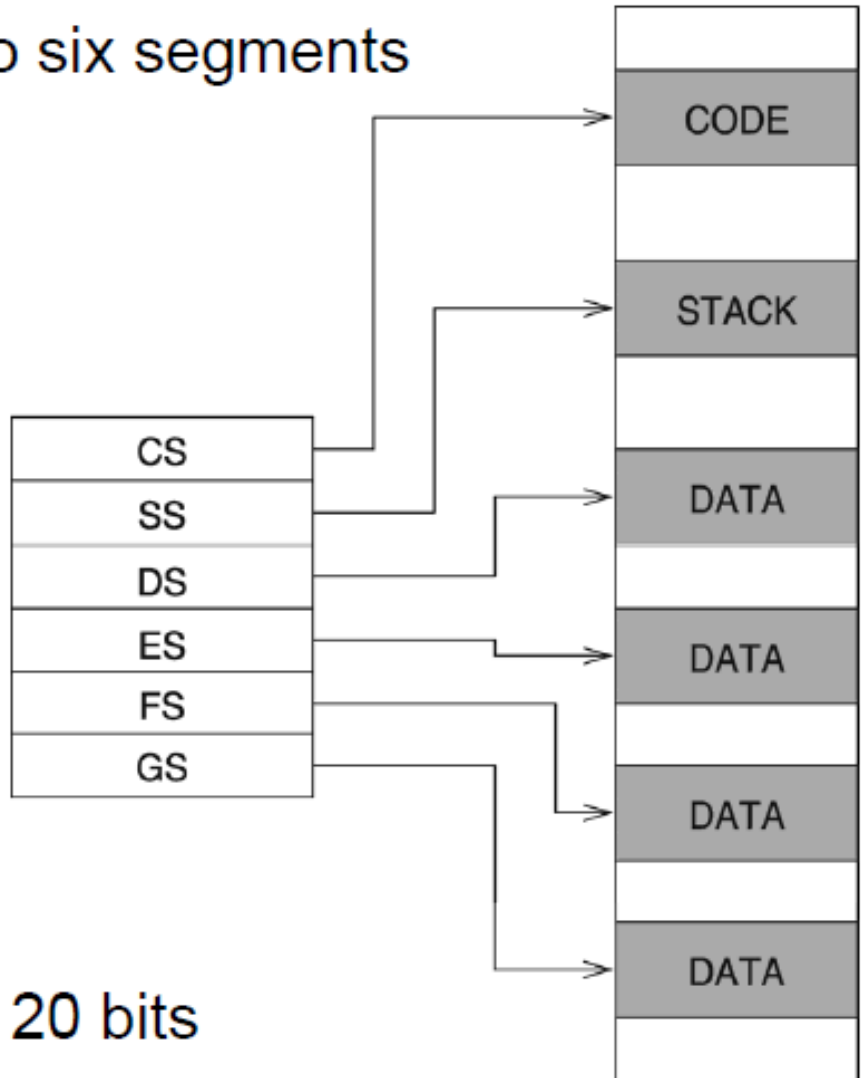 o six segments
CODE
STACK
CS
SS
DS
ES
FS
GS
DATA
DATA
DATA
DATA
20 bits